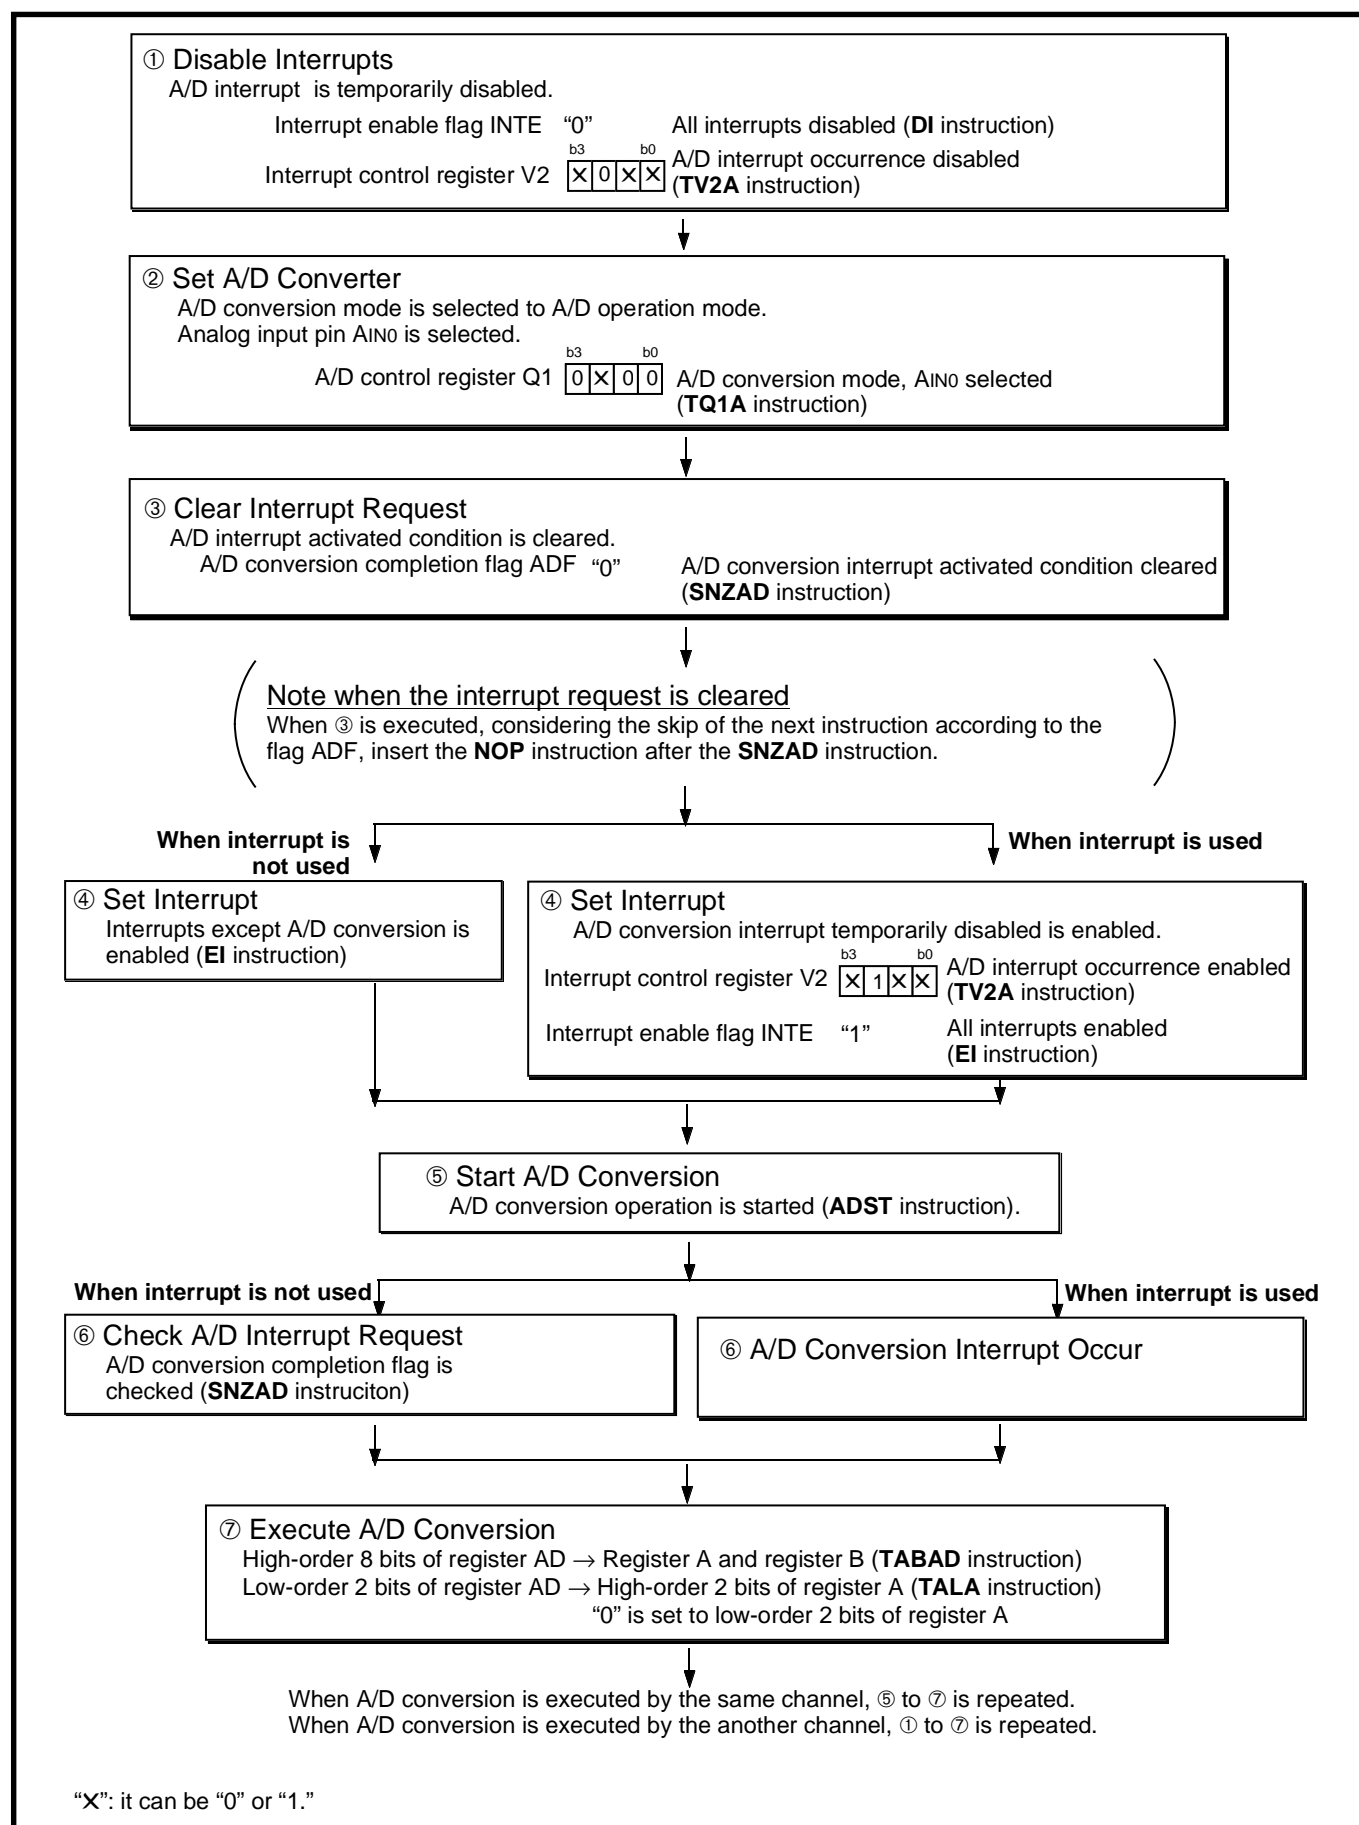 ① Disable Interrupts
A/D interrupt is temporarily disabled.
Interrupt enable flag INTE “0” All interrupts disabled (DI instruction)
b3 b0
Interrupt control register V2 X 0 X X A/D interrupt occurrence disabled
(TV2A instruction)
② Set A/D Converter
A/D conversion mode is selected to A/D operation mode.
Analog input pin AIN0 is selected.
b3 b0
A/D control register Q1 0 X 0 0 A/D conversion mode, AIN0 selected
(TQ1A instruction)
③ Clear Interrupt Request
A/D interrupt activated condition is cleared.
A/D conversion completion flag ADF “0” A/D conversion interrupt activated condition cleared
(SNZAD instruction)
Note when the interrupt request is cleared
When ③ is executed, considering the skip of the next instruction according to the
flag ADF, insert the NOP instruction after the SNZAD instruction.
When interrupt is
not used
When interrupt is used
④ Set Interrupt
Interrupts except A/D conversion is
enabled (EI instruction)
④ Set Interrupt
A/D conversion interrupt temporarily disabled is enabled.
b3 b0
Interrupt control register V2 X 1 X X A/D interrupt occurrence enabled
(TV2A instruction)
Interrupt enable flag INTE “1” All interrupts enabled
(EI instruction)
⑤ Start A/D Conversion
A/D conversion operation is started (ADST instruction).
When interrupt is not used
When interrupt is used
⑥ Check A/D Interrupt Request
A/D conversion completion flag is
checked (SNZAD instruciton)
⑥ A/D Conversion Interrupt Occur
⑦ Execute A/D Conversion
High-order 8 bits of register AD → Register A and register B (TABAD instruction)
Low-order 2 bits of register AD → High-order 2 bits of register A (TALA instruction)
“0” is set to low-order 2 bits of register A
When A/D conversion is executed by the same channel, ⑤ to ⑦ is repeated.
When A/D conversion is executed by the another channel, ① to ⑦ is repeated.
“X”: it can be “0” or “1.”